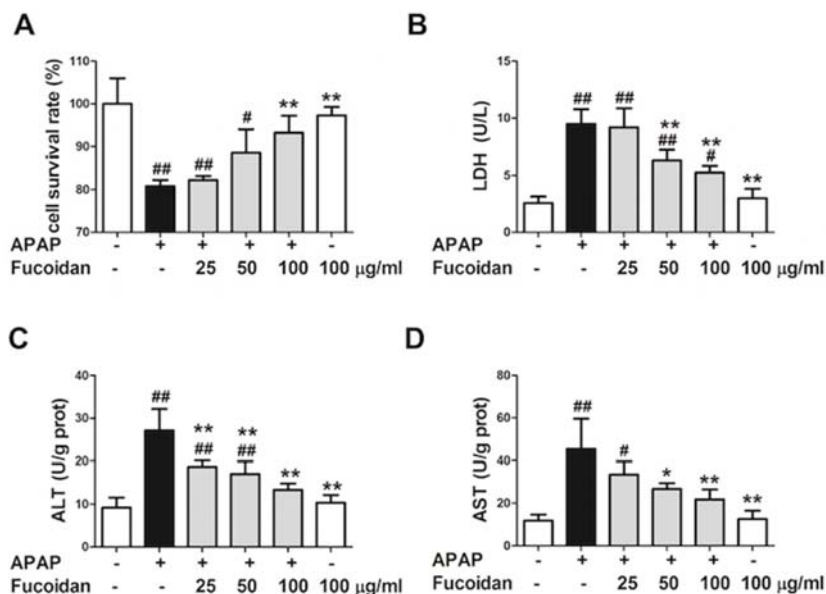 A
cell survival rate (%)
110
100
90
80
70
## ## # ** **
APAP - + + + + -
Fucoidan - - 25 50 100 100 μg/ml
B
LDH (U/L)
15
10
5
0
## ## ** ## ** # **
APAP - + + + + -
Fucoidan - - 25 50 100 100 μg/ml
C
ALT (U/g prot)
40
30
20
10
0
## ** ## ** ## ** **
APAP - + + + + -
Fucoidan - - 25 50 100 100 μg/ml
D
AST (U/g prot)
80
60
40
20
0
## # * ** **
APAP - + + + + -
Fucoidan - - 25 50 100 100 μg/ml